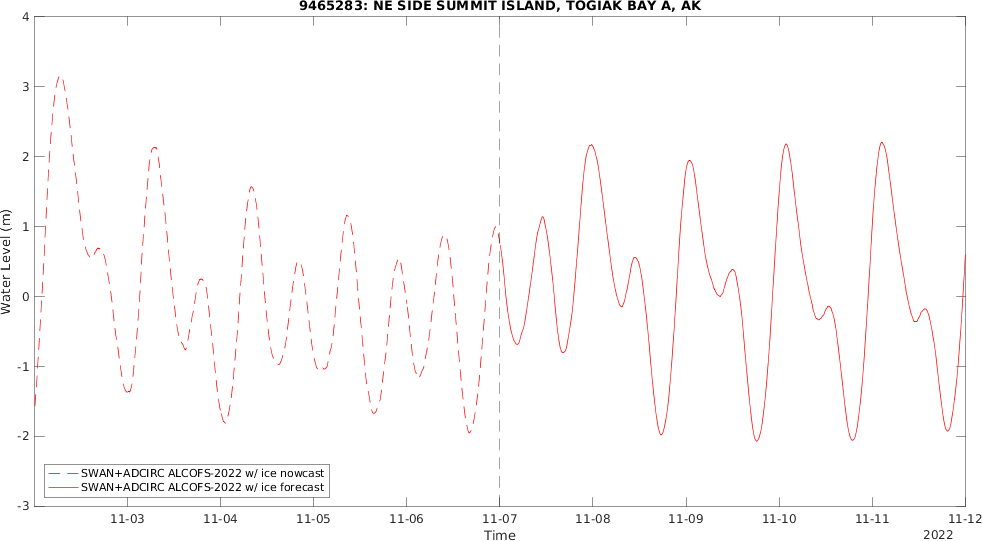 9465283: NE SIDE SUMMIT ISLAND, TOGIAK BAY A, AK
4
3
2
1
0
-1
-2
-3
Water Level (m)
SWAN+ADCIRC ALCOFS-2022 w/ ice nowcast
SWAN+ADCIRC ALCOFS-2022 w/ ice forecast
11-03 11-04 11-05 11-06 11-07 11-08 11-09 11-10 11-11 11-12
Time
2022